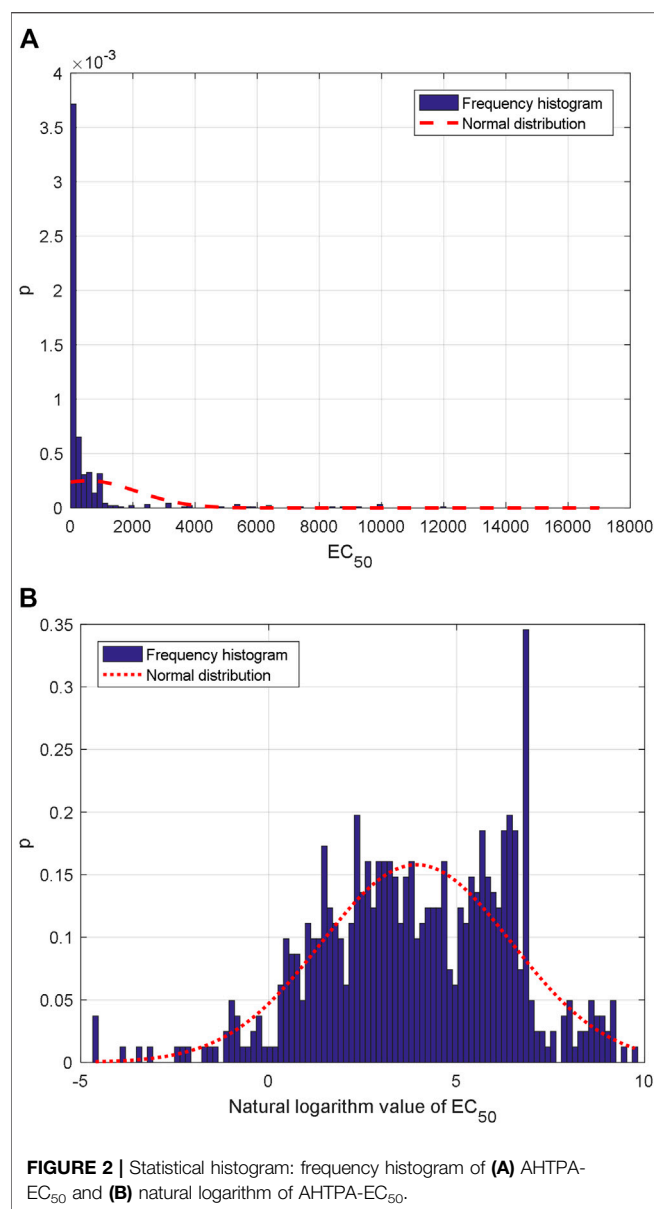 A
×10⁻³
4
3.5
3
2.5
2
1.5
1
0.5
0
p
Frequency histogram
Normal distribution
0 2000 4000 6000 8000 10000 12000 14000 16000 18000
EC₅₀
B
0.35
0.3
0.25
0.2
0.15
0.1
0.05
0
p
Frequency histogram
Normal distribution
-5 0 5 10
Natural logarithm value of EC₅₀
FIGURE 2 | Statistical histogram: frequency histogram of (A) AHTPA-
EC₅₀ and (B) natural logarithm of AHTPA-EC₅₀.